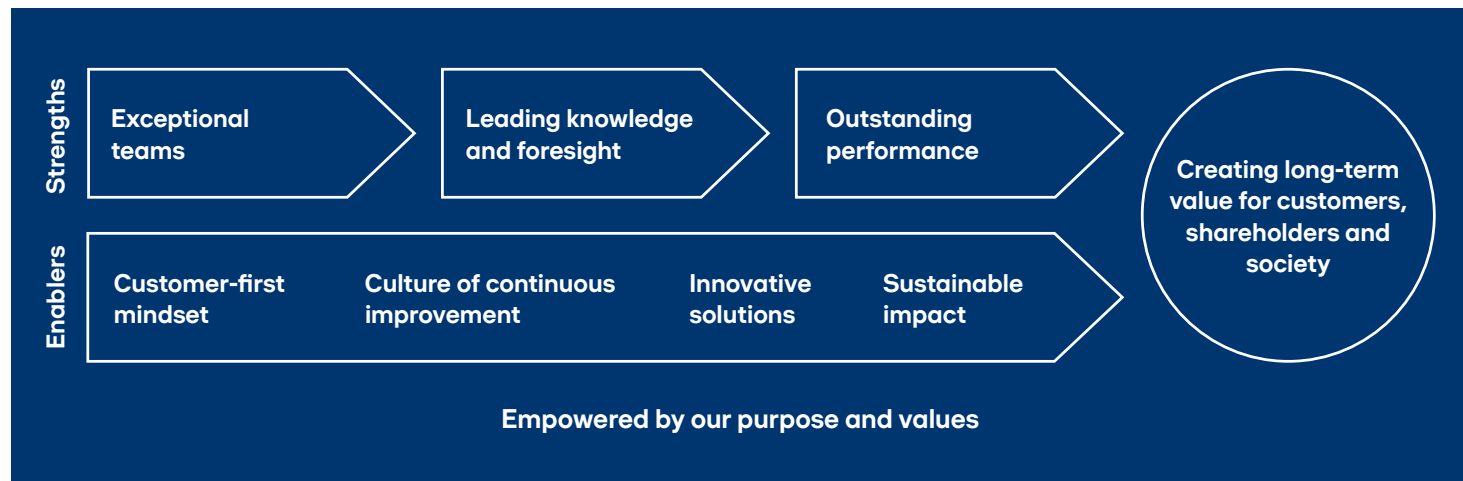 Strengths
Exceptional
teams
Leading knowledge
and foresight
Outstanding
performance
Enablers
Customer-first
mindset
Culture of continuous
improvement
Innovative
solutions
Sustainable
impact
Creating long-term
value for customers,
shareholders and
society
Empowered by our purpose and values